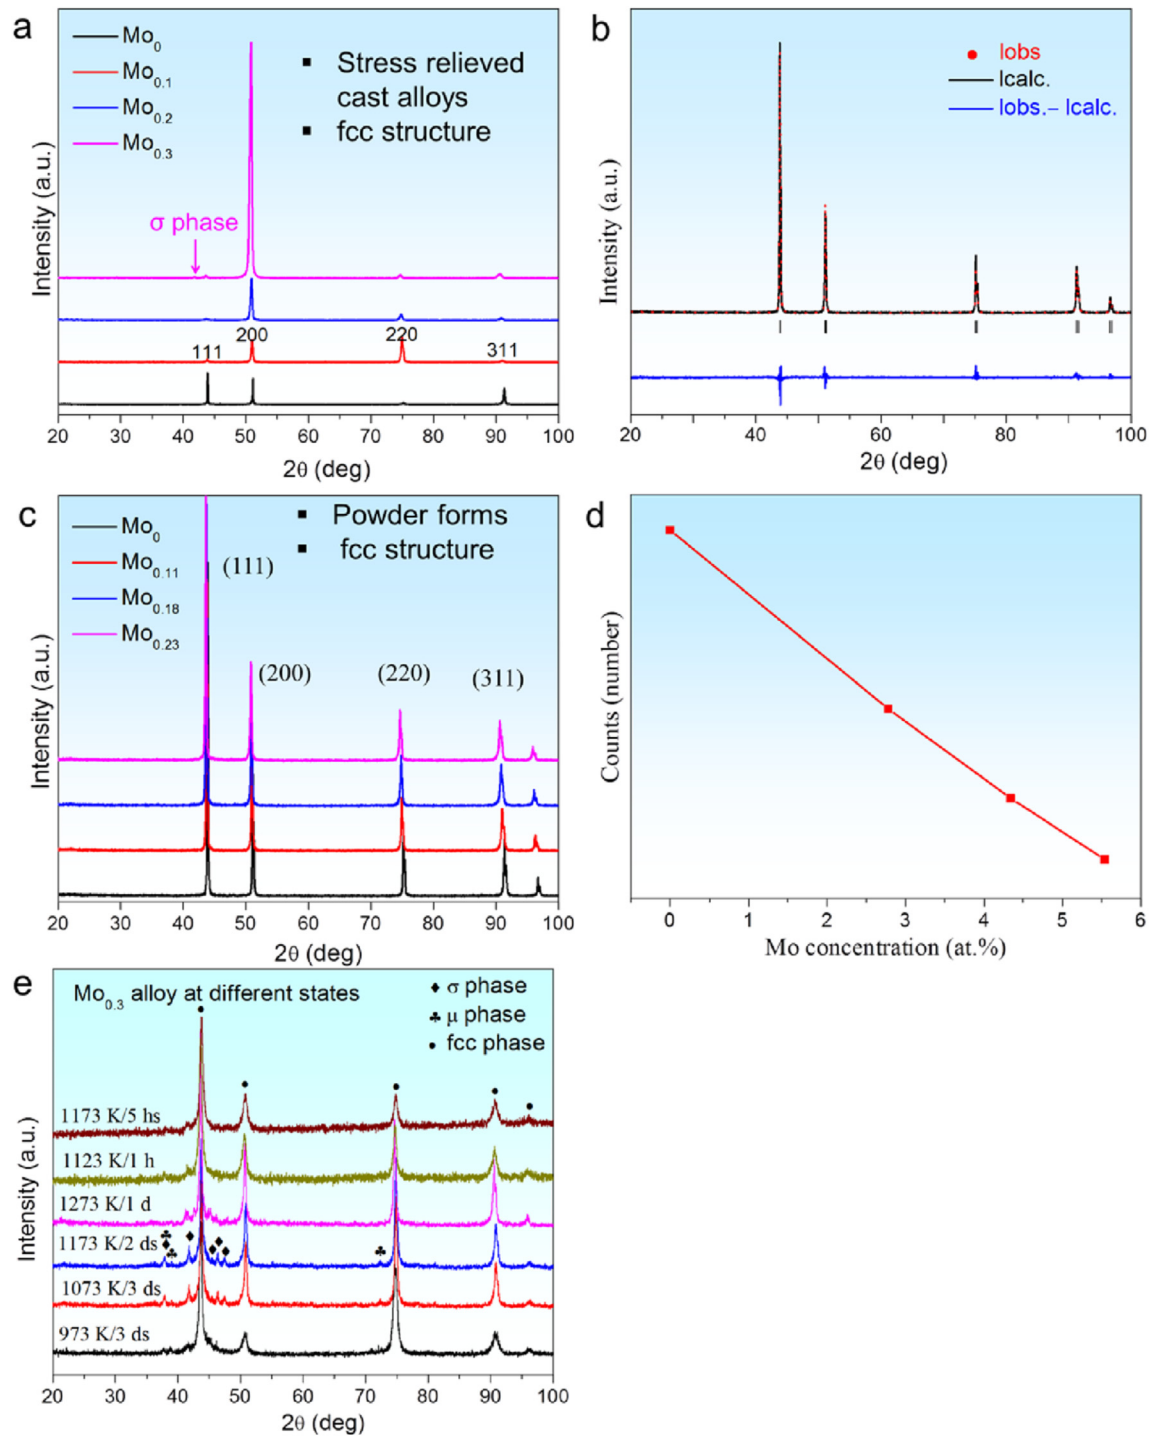 a
Mo0
Mo0.1
Mo0.2
Mo0.3
▪ Stress relieved
cast alloys
▪ fcc structure
σ phase
111
200
220
311
Intensity (a.u.)
20 30 40 50 60 70 80 90 100
2θ (deg)
b
Iobs
Icalc.
Iobs.– Icalc.
Intensity (a.u.)
20 40 60 80 100
2θ (deg)
c
Mo0
Mo0.11
Mo0.18
Mo0.23
▪ Powder forms
▪ fcc structure
(111)
(200)
(220)
(311)
Intensity (a.u.)
20 30 40 50 60 70 80 90 100
2θ (deg)
d
Counts (number)
0 1 2 3 4 5 6
Mo concentration (at.%)
e
Mo0.3 alloy at different states
♦ σ phase
♣ μ phase
• fcc phase
1173 K/5 hs
1123 K/1 h
1273 K/1 d
1173 K/2 ds
1073 K/3 ds
973 K/3 ds
Intensity (a.u.)
20 30 40 50 60 70 80 90 100
2θ (deg)